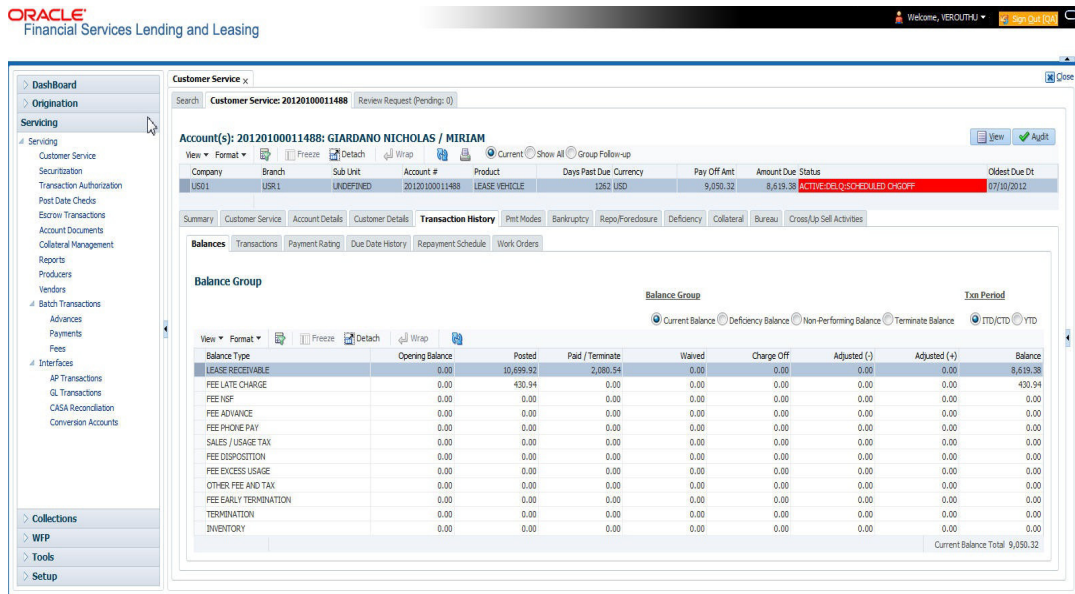 ORACLE
Financial Services Lending and Leasing
Welcome, VEROUTHU
Sign Out [QA]
Close
DashBoard
Origination
Servicing
Servicing
Customer Service
Securitization
Transaction Authorization
Post Date Checks
Escrow Transactions
Account Documents
Collateral Management
Reports
Producers
Vendors
Batch Transactions
Advances
Payments
Fees
Interfaces
AP Transactions
GL Transactions
CASA Reconciliation
Conversion Accounts
Collections
WFP
Tools
Setup
Customer Service x
Search Customer Service: 20120100011488 Review Request (Pending: 0)
Account(s): 20120100011488: GIARDANO NICHOLAS / MIRIAM
View Audit
View Format Freeze Detach Wrap Current Show All Group Follow-up
Company Branch Sub Unit Account # Product Days Past Due Currency Pay Off Amt Amount Due Status Oldest Due Dt
US01 USR1 UNDEFINED 20120100011488 LEASE VEHICLE 1262 USD 9,050.32 8,619.38 ACTIVE:DELQ:SCHEDULED CHGOFF 07/10/2012
Summary Customer Service Account Details Customer Details Transaction History Pmt Modes Bankruptcy Repo/Foreclosure Deficiency Collateral Bureau Cross/Up Sell Activities
Balances Transactions Payment Rating Due Date History Repayment Schedule Work Orders
Balance Group
Balance Group Txn Period
Current Balance Deficiency Balance Non-Performing Balance Terminate Balance ITD/CTD YTD
View Format Freeze Detach Wrap
Balance Type Opening Balance Posted Paid / Terminate Waived Charge Off Adjusted (-) Adjusted (+) Balance
LEASE RECEIVABLE 0.00 10,699.92 2,080.54 0.00 0.00 0.00 0.00 8,619.38
FEE LATE CHARGE 0.00 430.94 0.00 0.00 0.00 0.00 0.00 430.94
FEE NSF 0.00 0.00 0.00 0.00 0.00 0.00 0.00 0.00
FEE ADVANCE 0.00 0.00 0.00 0.00 0.00 0.00 0.00 0.00
FEE PHONE PAY 0.00 0.00 0.00 0.00 0.00 0.00 0.00 0.00
SALES / USAGE TAX 0.00 0.00 0.00 0.00 0.00 0.00 0.00 0.00
FEE DISPOSITION 0.00 0.00 0.00 0.00 0.00 0.00 0.00 0.00
FEE EXCESS USAGE 0.00 0.00 0.00 0.00 0.00 0.00 0.00 0.00
OTHER FEE AND TAX 0.00 0.00 0.00 0.00 0.00 0.00 0.00 0.00
FEE EARLY TERMINATION 0.00 0.00 0.00 0.00 0.00 0.00 0.00 0.00
TERMINATION 0.00 0.00 0.00 0.00 0.00 0.00 0.00 0.00
INVENTORY 0.00 0.00 0.00 0.00 0.00 0.00 0.00 0.00
Current Balance Total 9,050.32